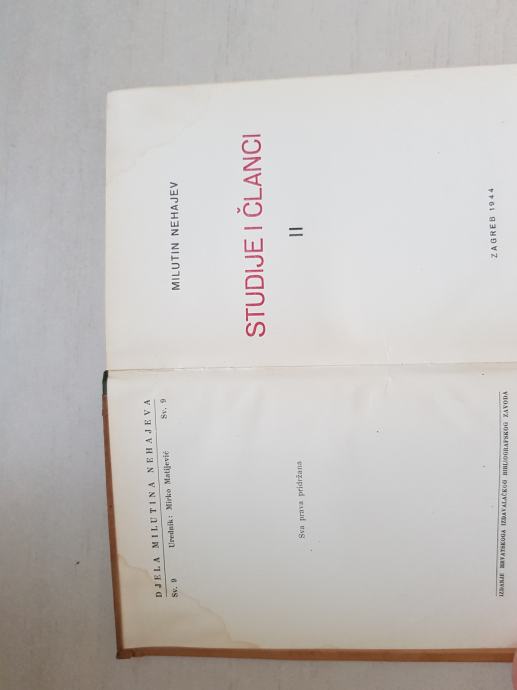 DJELA MILUTINA NEHAJEVA
Sv. 9 Urednik: Mirko Matijević Sv. 9
Sva prava pridržana
IZDANJE HRVATSKOGA IZDAVALAČKOG BIBLIOGRAFSKOG ZAVODA
MILUTIN NEHAJEV
STUDIJE I ČLANCI
II
ZAGREB 1944